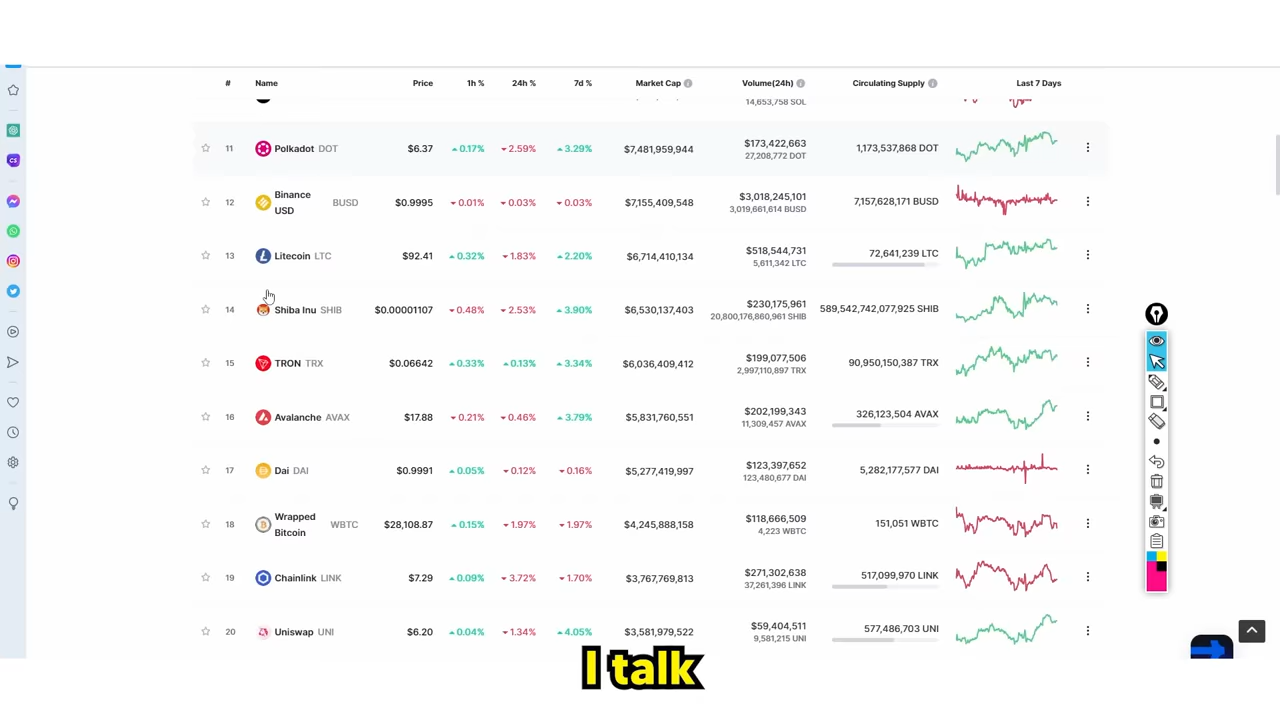 # Name Price 1h % 24h % 7d % Market Cap Volume(24h) Circulating Supply Last 7 Days
14,653,758 SOL
11 Polkadot DOT $6.37 0.17% 2.59% 3.29% $7,481,959,944 $173,422,663 1,173,537,868 DOT
27,208,772 DOT
12 Binance USD BUSD $0.9995 0.01% 0.03% 0.03% $7,155,409,548 $3,018,245,101 7,157,628,171 BUSD
3,019,661,614 BUSD
13 Litecoin LTC $92.41 0.32% 1.83% 2.20% $6,714,410,134 $518,544,731 72,641,239 LTC
5,611,342 LTC
14 Shiba Inu SHIB $0.00001107 0.48% 2.53% 3.90% $6,530,137,403 $230,175,961 589,542,742,077,925 SHIB
20,800,176,860,961 SHIB
15 TRON TRX $0.06642 0.33% 0.13% 3.34% $6,036,409,412 $199,077,506 90,950,150,387 TRX
2,997,110,897 TRX
16 Avalanche AVAX $17.88 0.21% 0.46% 3.79% $5,831,760,551 $202,199,343 326,123,504 AVAX
11,309,457 AVAX
17 Dai DAI $0.9991 0.05% 0.12% 0.16% $5,277,419,997 $123,397,652 5,282,177,577 DAI
123,480,677 DAI
18 Wrapped Bitcoin WBTC $28,108.87 0.15% 1.97% 1.97% $4,245,888,158 $118,666,509 151,051 WBTC
4,223 WBTC
19 Chainlink LINK $7.29 0.09% 3.72% 1.70% $3,767,769,813 $271,302,638 517,099,970 LINK
37,261,396 LINK
20 Uniswap UNI $6.20 0.04% 1.34% 4.05% $3,581,979,522 $59,404,511 577,486,703 UNI
9,581,215 UNI
I talk